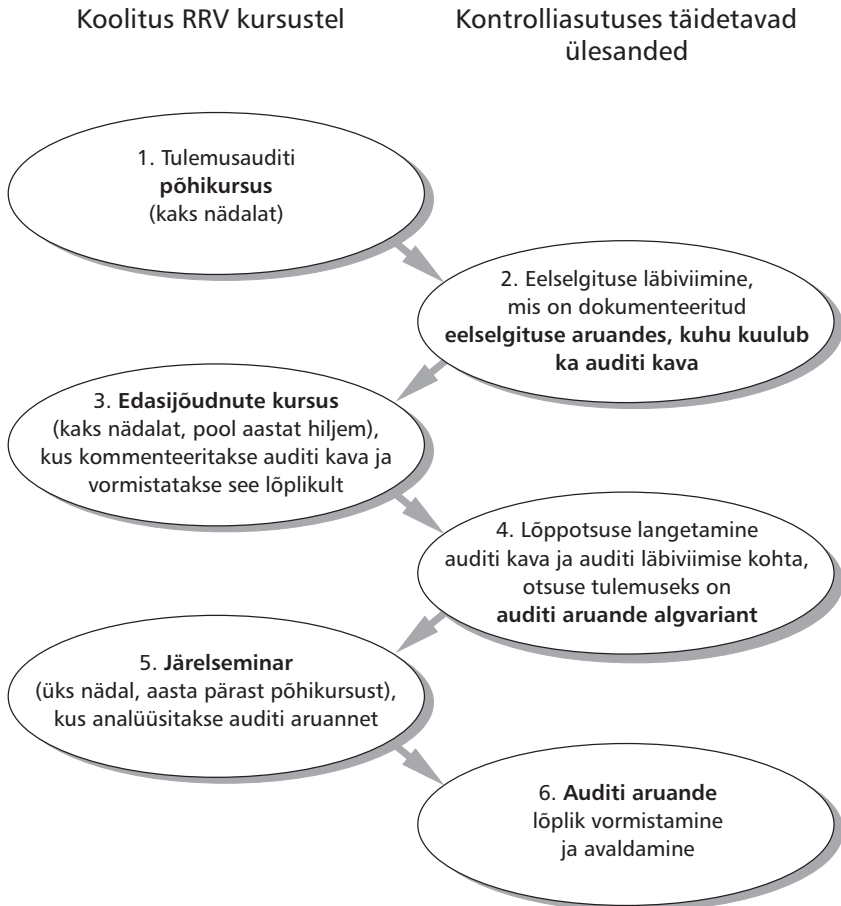 Koolitus RRV kursustel
Kontrolliasutuses täidetavad
ülesanded
1. Tulemusauditi
põhikursus
(kaks nädalat)
2. Eelselgituse läbiviimine,
mis on dokumenteeritud
eelselgituse aruandes, kuhu kuulub
ka auditi kava
3. Edasijõudnute kursus
(kaks nädalat, pool aastat hiljem),
kus kommenteeritakse auditi kava ja
vormistatakse see lõplikult
4. Lõppotsuse langetamine
auditi kava ja auditi läbiviimise kohta,
otsuse tulemuseks on
auditi aruande algvariant
5. Järelseminar
(üks nädal, aasta pärast põhikursust),
kus analüüsitakse auditi aruannet
6. Auditi aruande
lõplik vormistamine
ja avaldamine